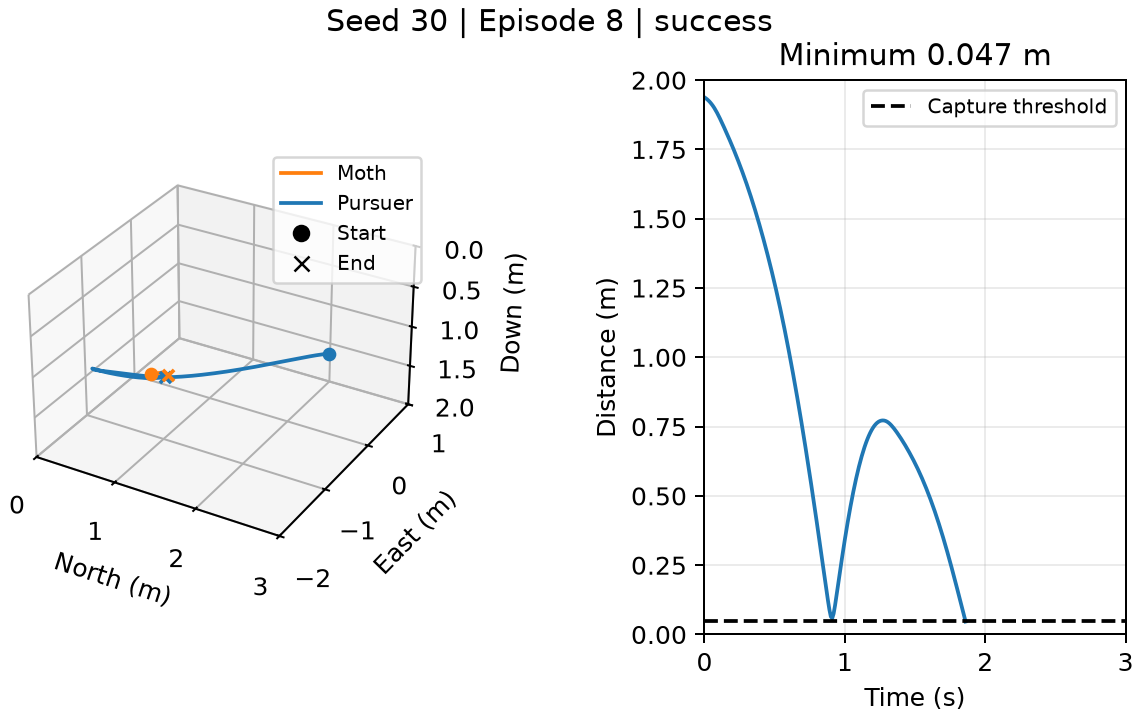 Seed 30 | Episode 8 | success
Moth
Pursuer
Start
End
0.0
0.5
1.0
1.5
2.0
Down (m)
1
0
−1
−2
East (m)
0
1
2
3
North (m)
Minimum 0.047 m
Capture threshold
2.00
1.75
1.50
1.25
1.00
0.75
0.50
0.25
0.00
Distance (m)
0
1
2
3
Time (s)